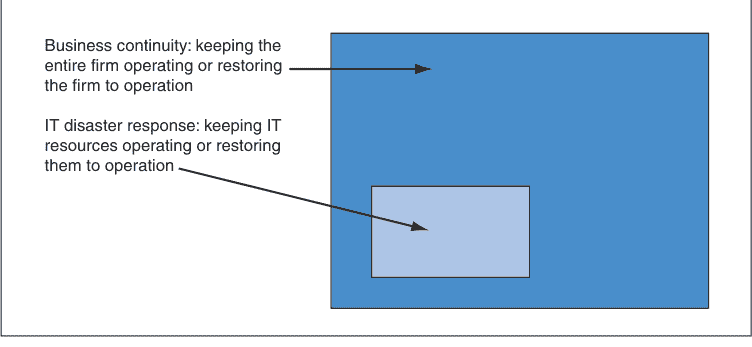 Business continuity: keeping the
entire firm operating or restoring
the firm to operation
IT disaster response: keeping IT
resources operating or restoring
them to operation